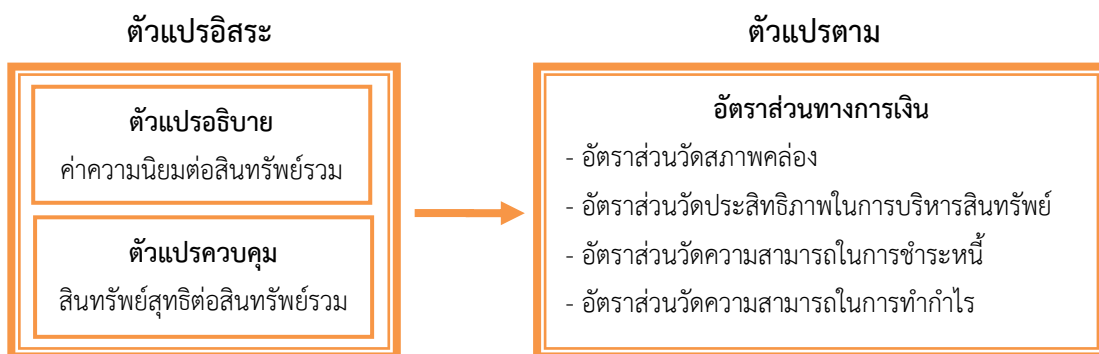 ตัวแปรอิสระ
ตัวแปรอธิบาย
ค่าความนิยมต่อสินทรัพย์รวม
ตัวแปรควบคุม
สินทรัพย์สุทธิต่อสินทรัพย์รวม
ตัวแปรตาม
อัตราส่วนทางการเงิน
- อัตราส่วนวัดสภาพคล่อง
- อัตราส่วนวัดประสิทธิภาพในการบริหารสินทรัพย์
- อัตราส่วนวัดความสามารถในการชำระหนี้
- อัตราส่วนวัดความสามารถในการทำกำไร